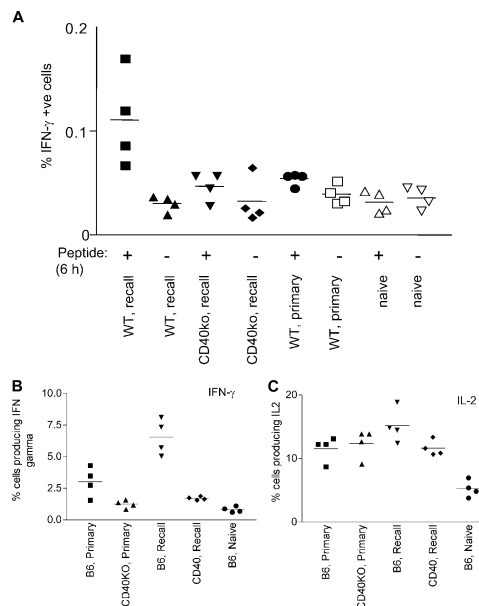 A
0.2
0.1
0
% IFN-γ +ve cells
Peptide: + - + - + - + -
(6 h)
WT, recall
WT, recall
CD40ko, recall
CD40ko, recall
WT, primary
WT, primary
naive
naive
B
IFN-γ
10.0
7.5
5.0
2.5
0.0
% cells producing IFN
gamma
B6, Primary
CD40KO, Primary
B6, Recall
CD40, Recall
B6, Naive
C
IL-2
20
10
0
% cells producing IL2
B6, Primary
CD40KO, Primary
B6, Recall
CD40, Recall
B6, Naive